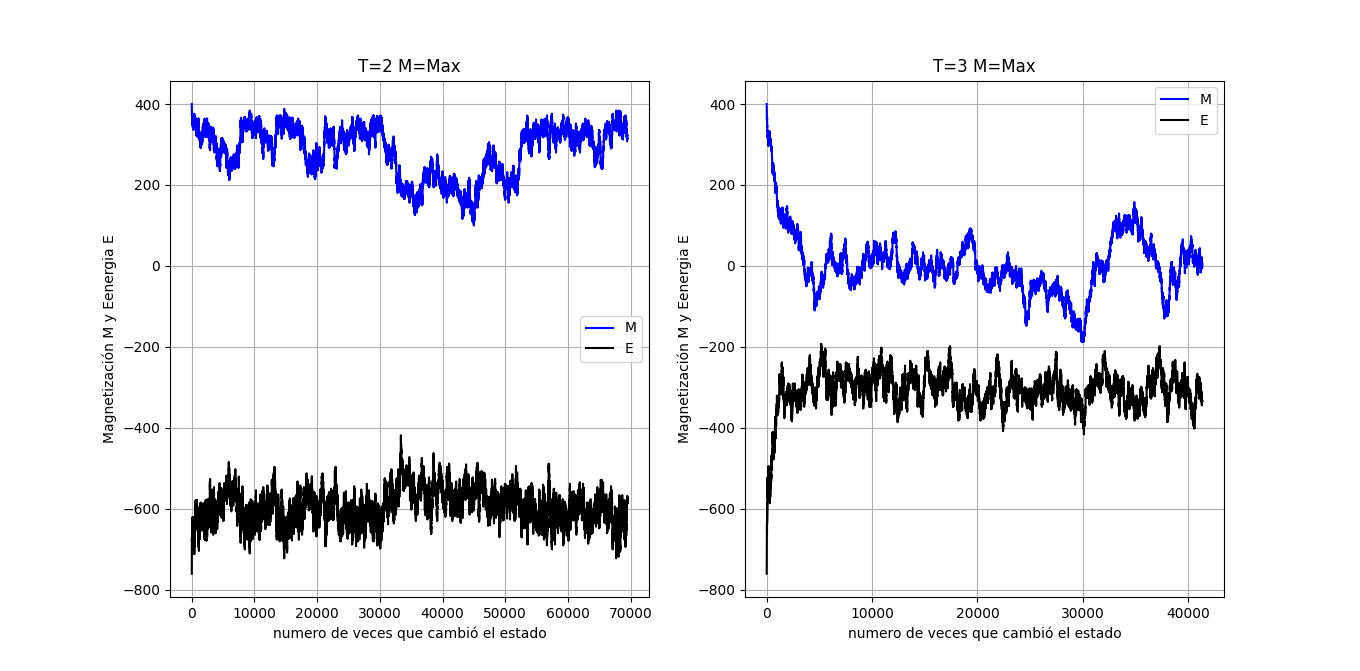 T=2 M=Max
Magnetización M y Eenergia E
400
200
0
−200
−400
−600
−800
M
E
0 10000 20000 30000 40000 50000 60000 70000
numero de veces que cambió el estado
T=3 M=Max
Magnetización M y Eenergia E
400
200
0
−200
−400
−600
−800
M
E
0 10000 20000 30000 40000
numero de veces que cambió el estado